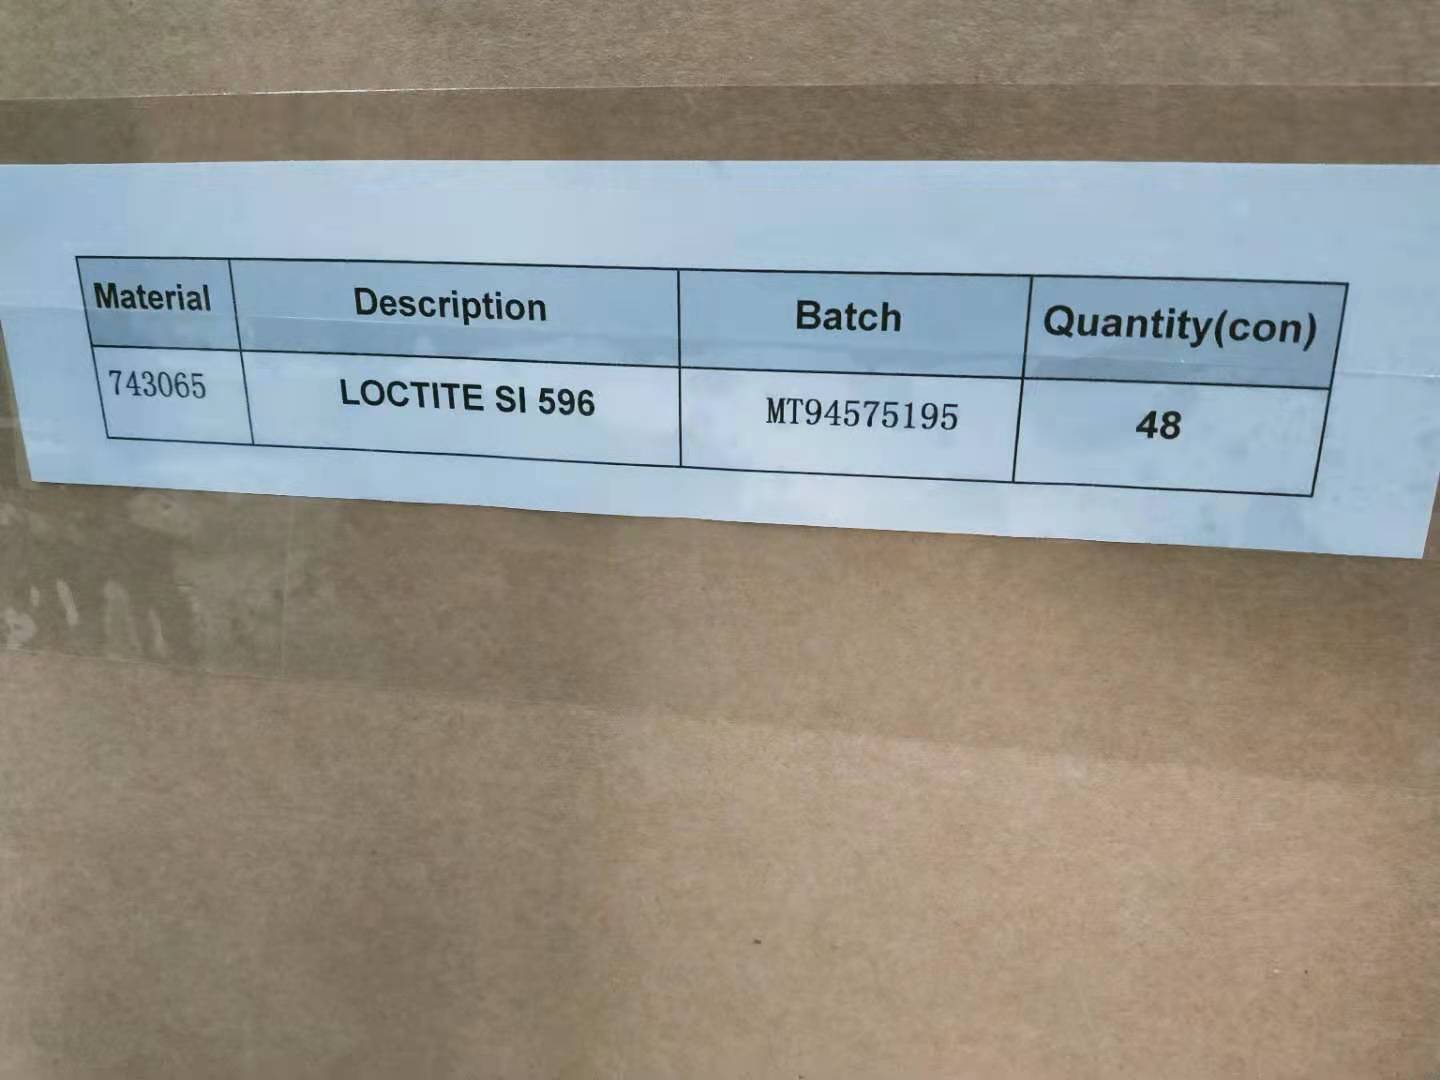 Material Description Batch Quantity(con)
743065 LOCTITE SI 596 MT94575195 48